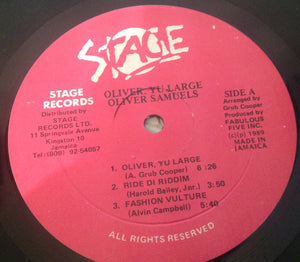 STAGE
STAGE
RECORDS
Distributed by
STAGE
RECORDS LTD.
11 Springvale Avenue
Kingston 10
Jamaica
Tel: (809) 92-54057
OLIVER, YU LARGE
OLIVER SAMUELS
SIDE A
Arranged by
Grub Cooper
Produced by
FABULOUS
FIVE INC.
(c)(p) 1989
MADE IN
JAMAICA
1. OLIVER, YU LARGE
(A. Grub Cooper) 6:26
2. RIDE DI RIDDIM
(Harold Bailey, Jnr.) 3:50
3. FASHION VULTURE
(Alvin Campbell) 5:40
ALL RIGHTS RESERVED